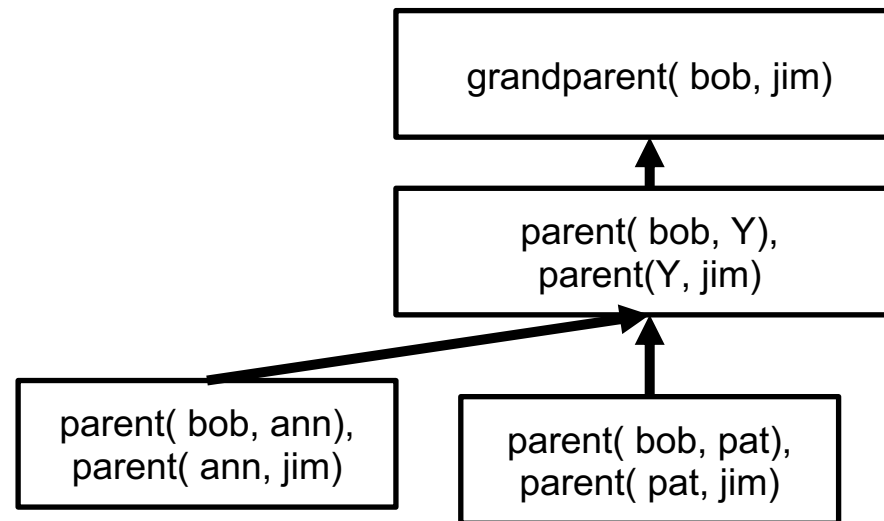 grandparent( bob, jim)
parent( bob, Y),
parent(Y, jim)
parent( bob, ann),
parent( ann, jim)
parent( bob, pat),
parent( pat, jim)